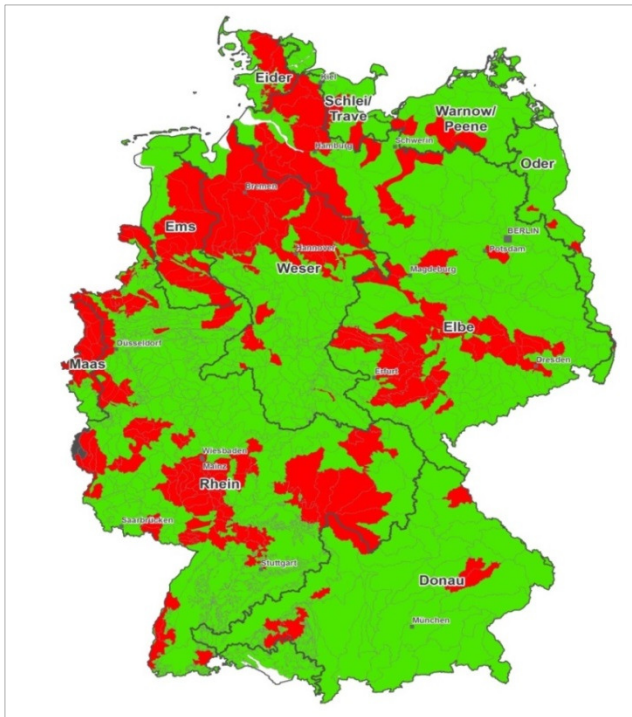 Kiel
Eider
Schlei/
Trave
Warnow/
Peene
Hamburg
Schwerin
Oder
Bremen
Ems
BERLIN
Hannover
Potsdam
Weser
Magdeburg
Elbe
Düsseldorf
Maas
Dresden
Erfurt
Wiesbaden
Mainz
Rhein
Saarbrücken
Stuttgart
Donau
München